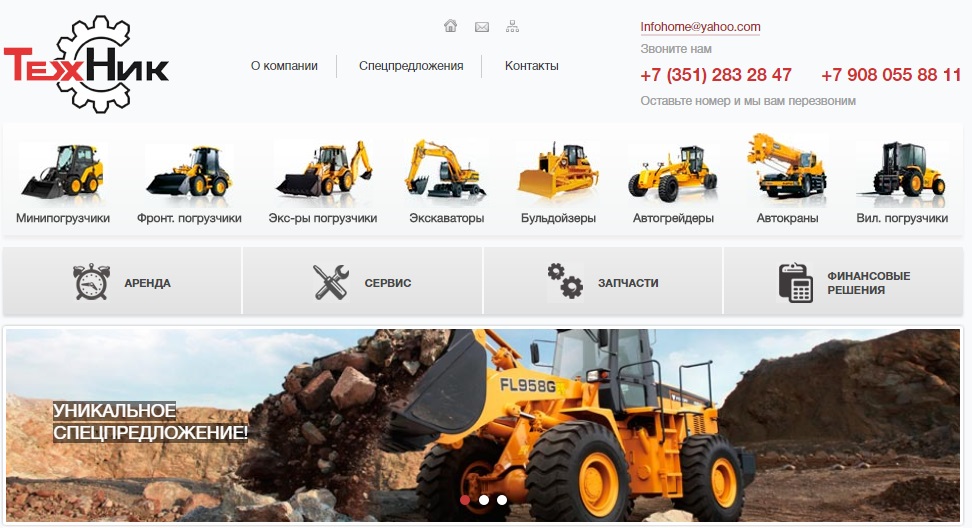 ТехНик
О компании
Спецпредложения
Контакты
Infohome@yahoo.com
Звоните нам
+7 (351) 283 28 47
+7 908 055 88 11
Оставьте номер и мы вам перезвоним
Минипогрузчики
Фронт. погрузчики
Экс-ры погрузчики
Экскаваторы
Бульдойзеры
Автогрейдеры
Автокраны
Вил. погрузчики
АРЕНДА
СЕРВИС
ЗАПЧАСТИ
ФИНАНСОВЫЕ
РЕШЕНИЯ
УНИКАЛЬНОЕ
СПЕЦПРЕДЛОЖЕНИЕ!
FL958G